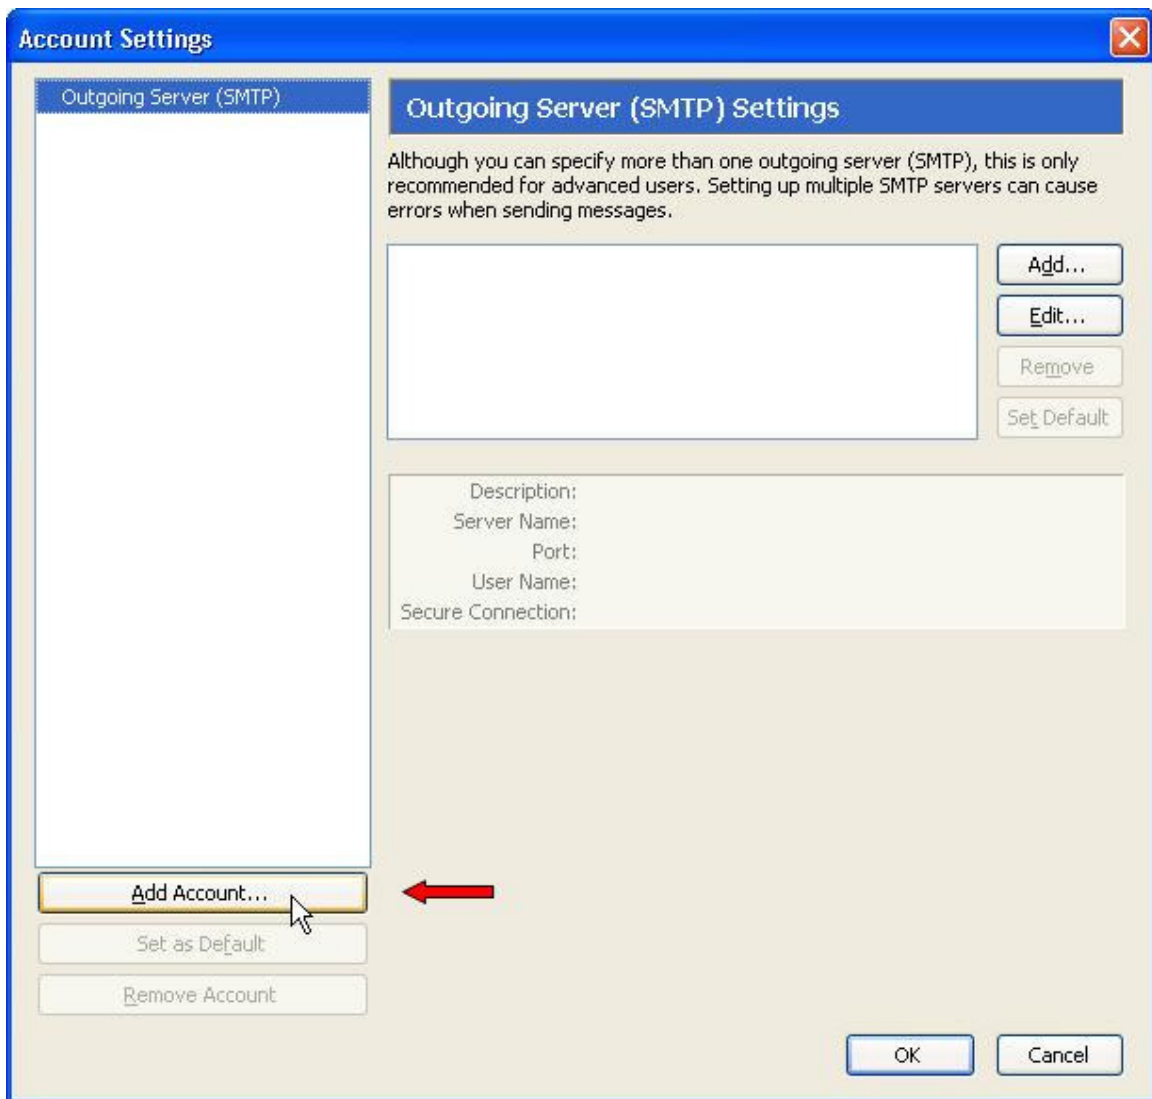 Account Settings
Outgoing Server (SMTP)
Outgoing Server (SMTP) Settings
Although you can specify more than one outgoing server (SMTP), this is only
recommended for advanced users. Setting up multiple SMTP servers can cause
errors when sending messages.
Add...
Edit...
Remove
Set Default
Description:
Server Name:
Port:
User Name:
Secure Connection:
Add Account...
Set as Default
Remove Account
OK
Cancel